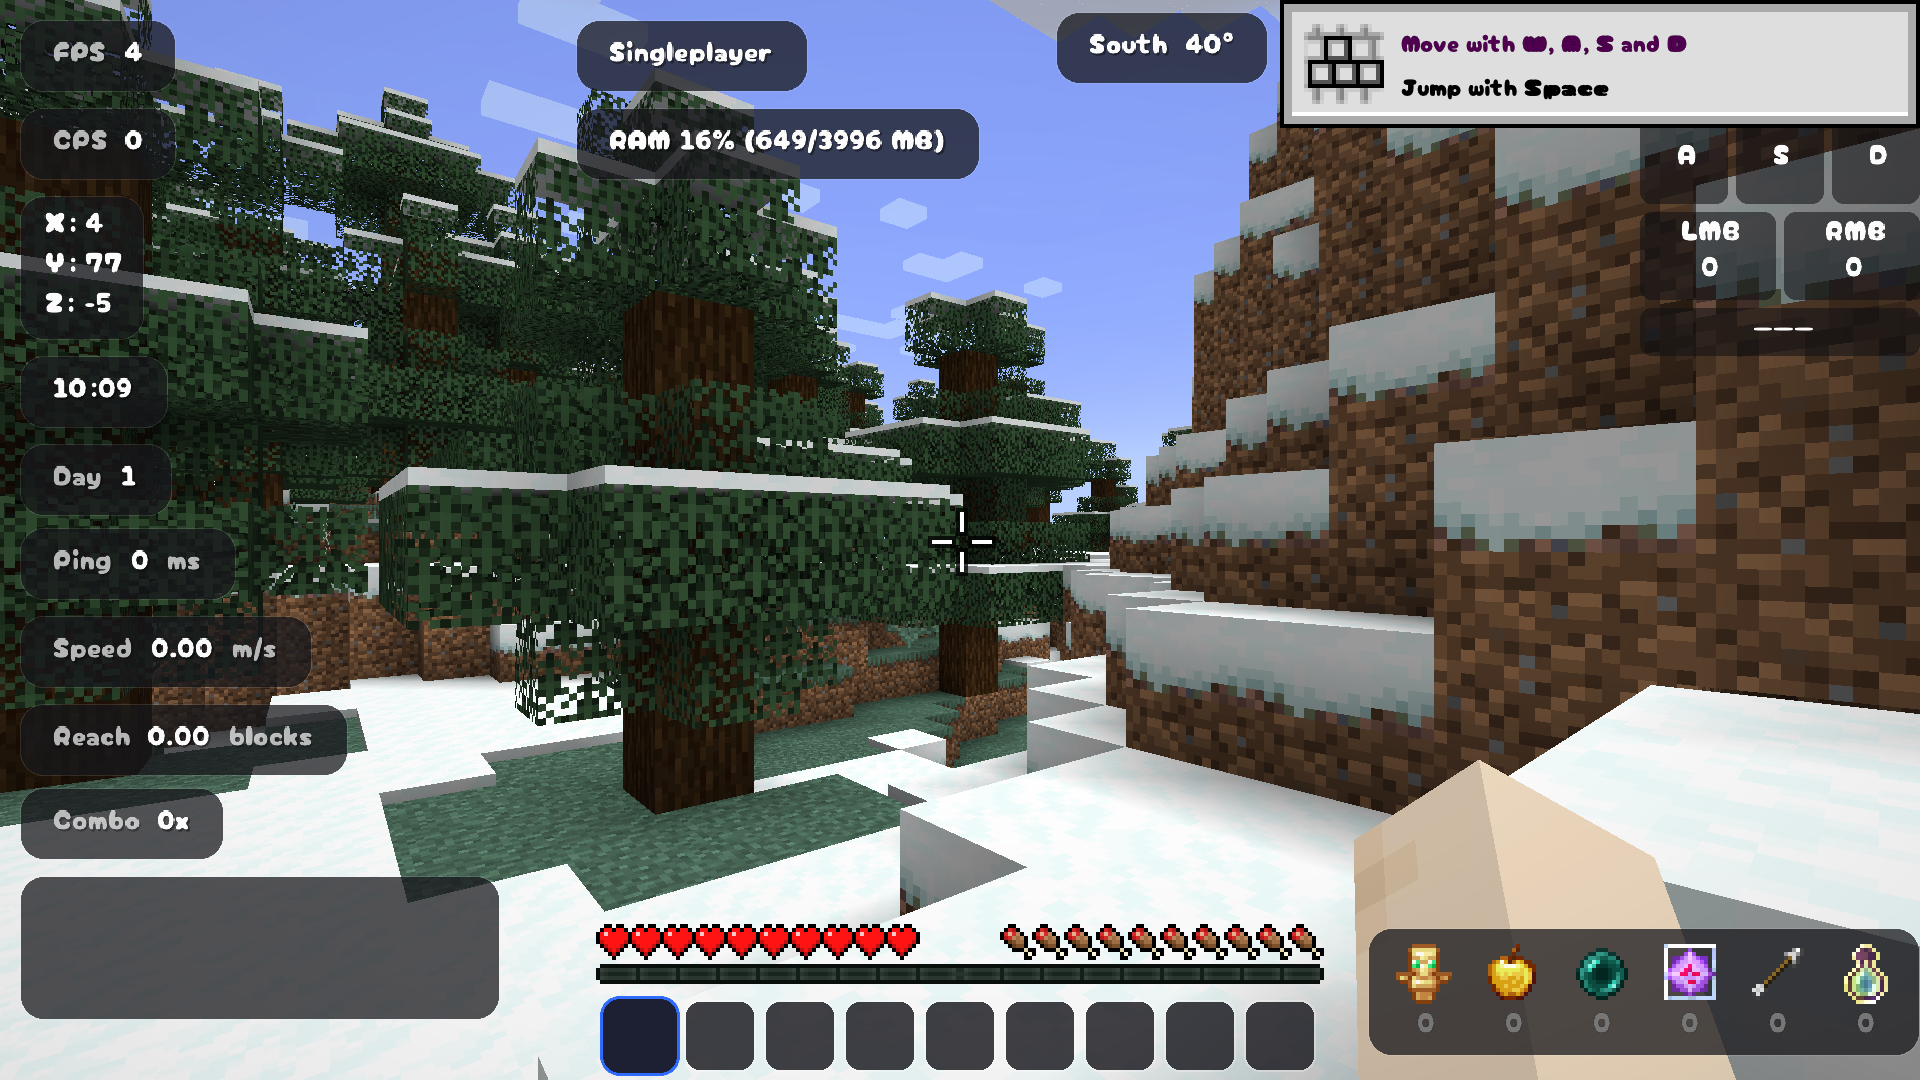 FPS 4
Singleplayer
South 40°
Move with W, A, S and D
Jump with Space
CPS 0
RAM 16% (649/3996 MB)
A S D
X: 4
Y: 77
Z: -5
LMB RMB
0 0
---
10:09
Day 1
Ping 0 ms
Speed 0.00 m/s
Reach 0.00 blocks
Combo 0x
0 0 0 0 0 0